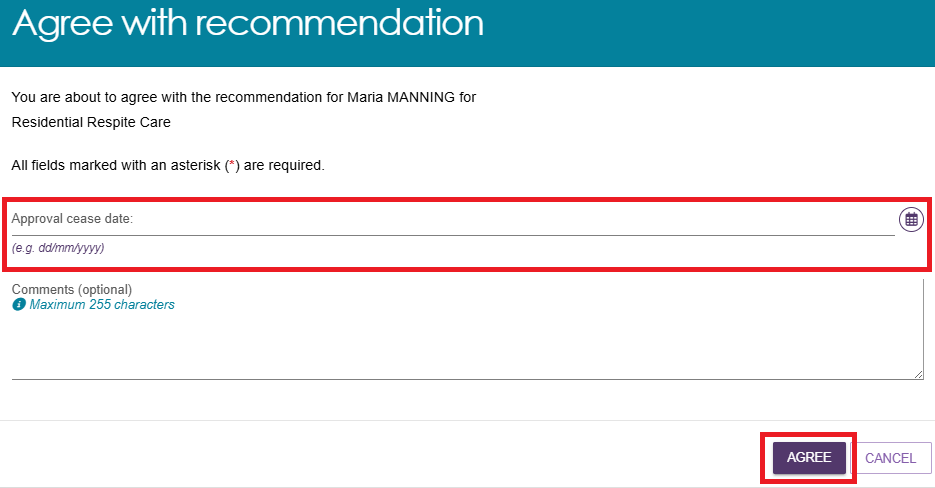 Agree with recommendation
You are about to agree with the recommendation for Maria MANNING for
Residential Respite Care
All fields marked with an asterisk (*) are required.
Approval cease date:
(e.g. dd/mm/yyyy)
Comments (optional)
Maximum 255 characters
AGREE CANCEL